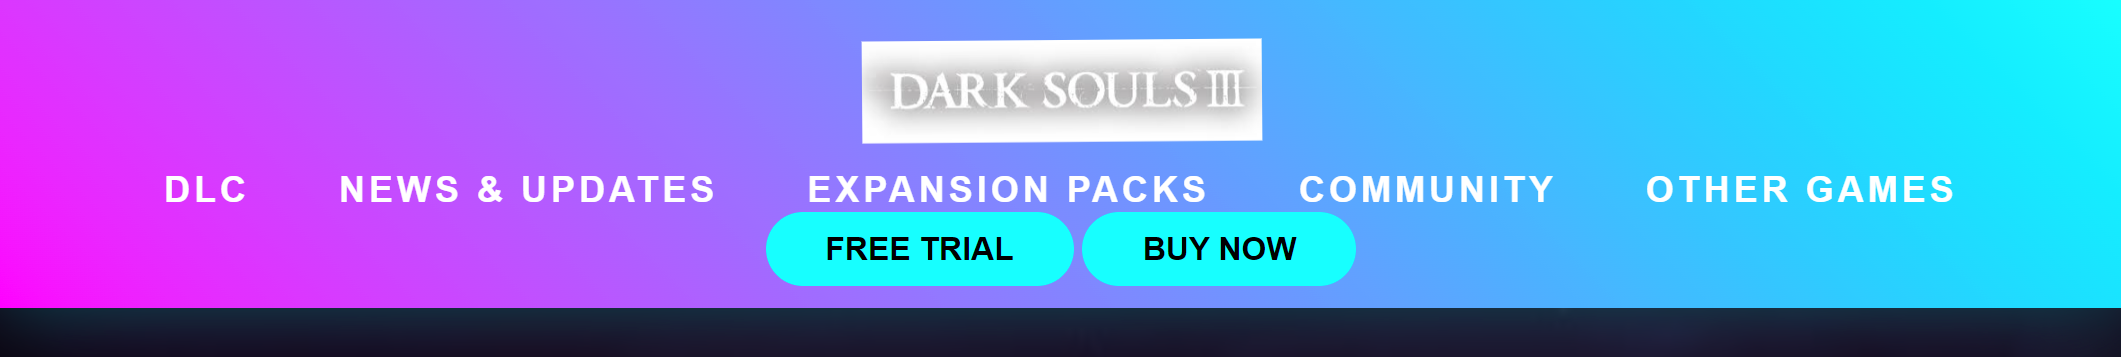 DARK SOULS III
DLC NEWS & UPDATES EXPANSION PACKS COMMUNITY OTHER GAMES
FREE TRIAL BUY NOW